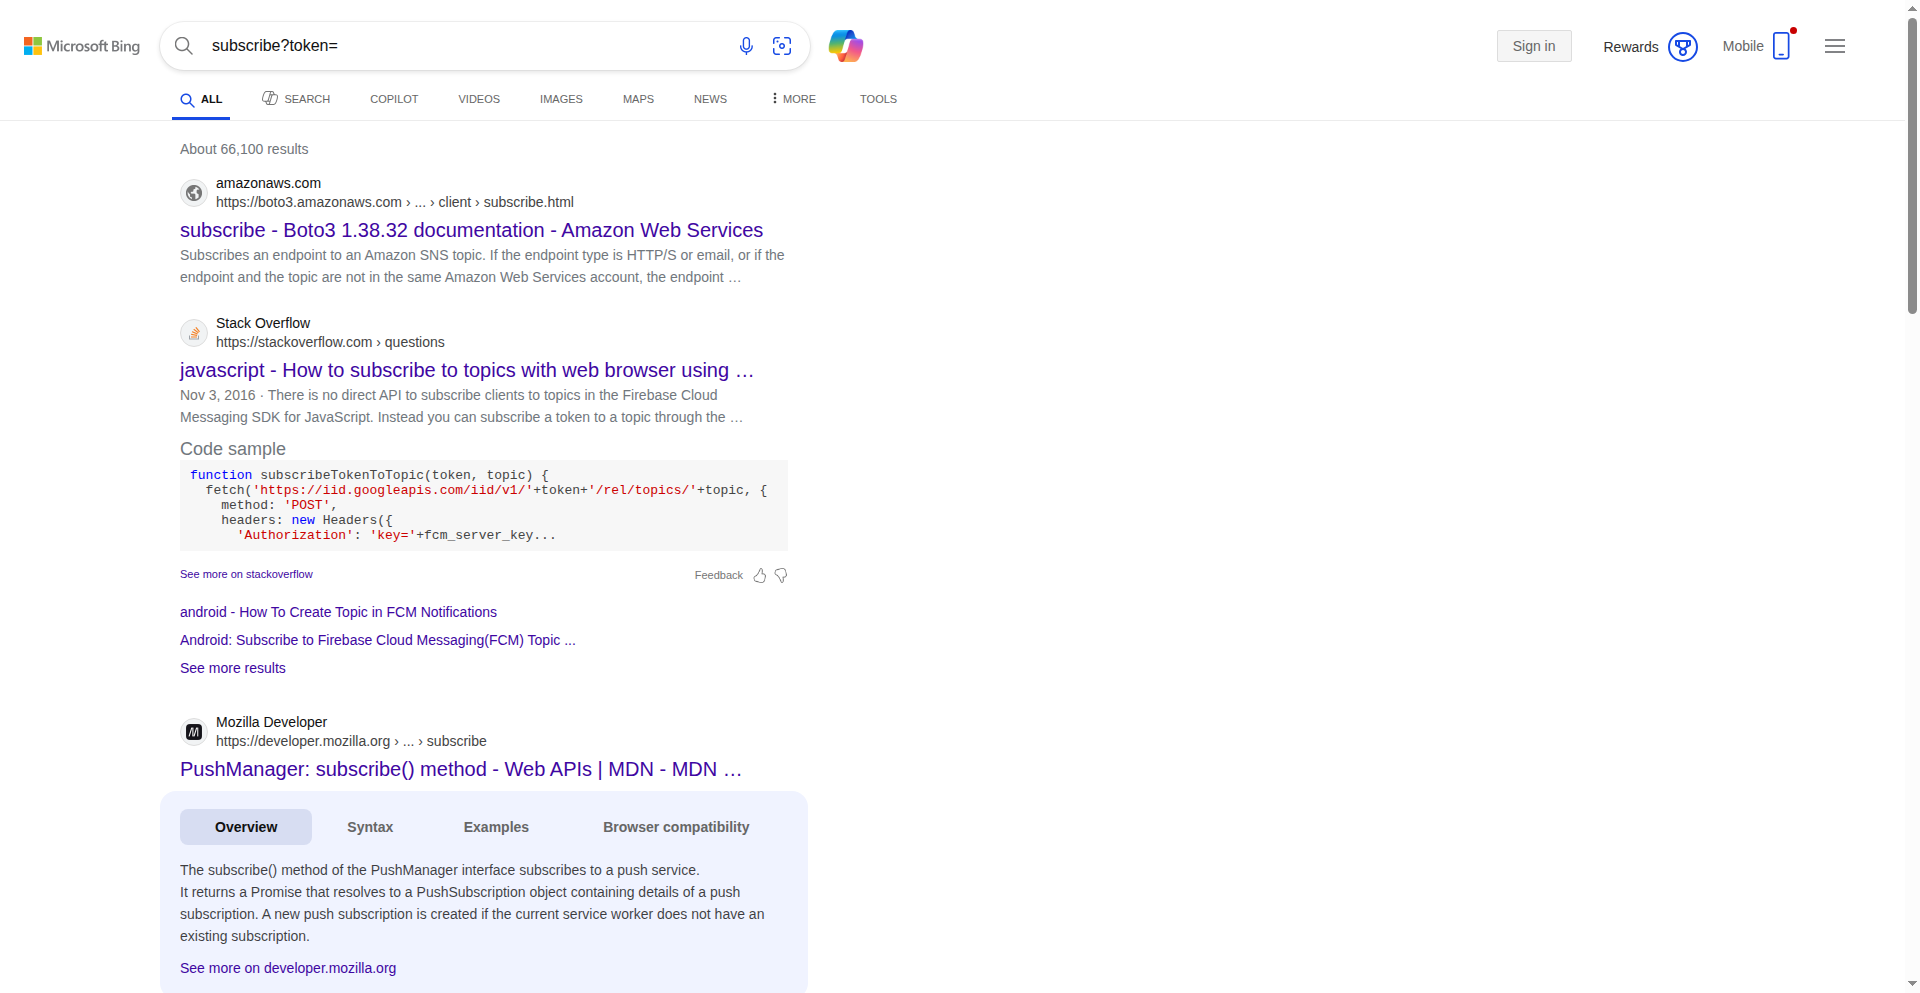 Microsoft Bing
subscribe?token=
Sign in
Rewards
Mobile
ALL
SEARCH
COPILOT
VIDEOS
IMAGES
MAPS
NEWS
MORE
TOOLS
About 66,100 results
amazonaws.com
https://boto3.amazonaws.com › ... › client › subscribe.html
subscribe - Boto3 1.38.32 documentation - Amazon Web Services
Subscribes an endpoint to an Amazon SNS topic. If the endpoint type is HTTP/S or email, or if the
endpoint and the topic are not in the same Amazon Web Services account, the endpoint …
Stack Overflow
https://stackoverflow.com › questions
javascript - How to subscribe to topics with web browser using …
Nov 3, 2016 · There is no direct API to subscribe clients to topics in the Firebase Cloud
Messaging SDK for JavaScript. Instead you can subscribe a token to a topic through the …
Code sample
function subscribeTokenToTopic(token, topic) {
fetch('https://iid.googleapis.com/iid/v1/'+token+'/rel/topics/'+topic, {
method: 'POST',
headers: new Headers({
'Authorization': 'key='+fcm_server_key...
See more on stackoverflow
Feedback
android - How To Create Topic in FCM Notifications
Android: Subscribe to Firebase Cloud Messaging(FCM) Topic ...
See more results
Mozilla Developer
https://developer.mozilla.org › ... › subscribe
PushManager: subscribe() method - Web APIs | MDN - MDN …
Overview
Syntax
Examples
Browser compatibility
The subscribe() method of the PushManager interface subscribes to a push service.
It returns a Promise that resolves to a PushSubscription object containing details of a push
subscription. A new push subscription is created if the current service worker does not have an
existing subscription.
See more on developer.mozilla.org